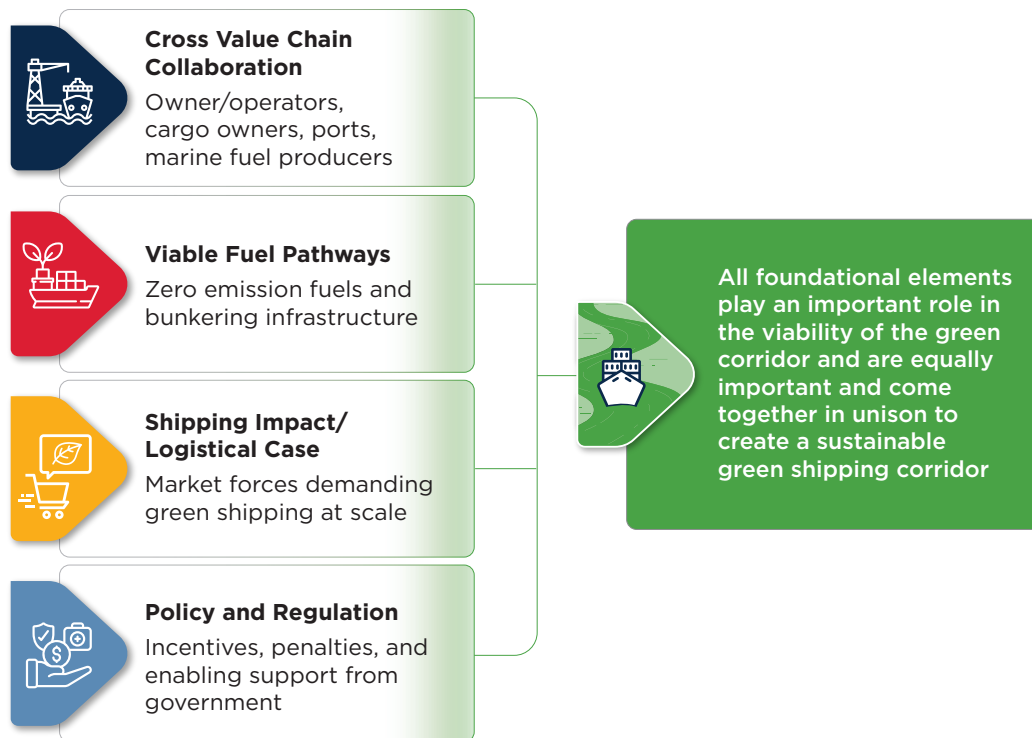 Cross Value Chain
Collaboration
Owner/operators,
cargo owners, ports,
marine fuel producers
Viable Fuel Pathways
Zero emission fuels and
bunkering infrastructure
Shipping Impact/
Logistical Case
Market forces demanding
green shipping at scale
Policy and Regulation
Incentives, penalties, and
enabling support from
government
All foundational elements
play an important role in
the viability of the green
corridor and are equally
important and come
together in unison to
create a sustainable
green shipping corridor